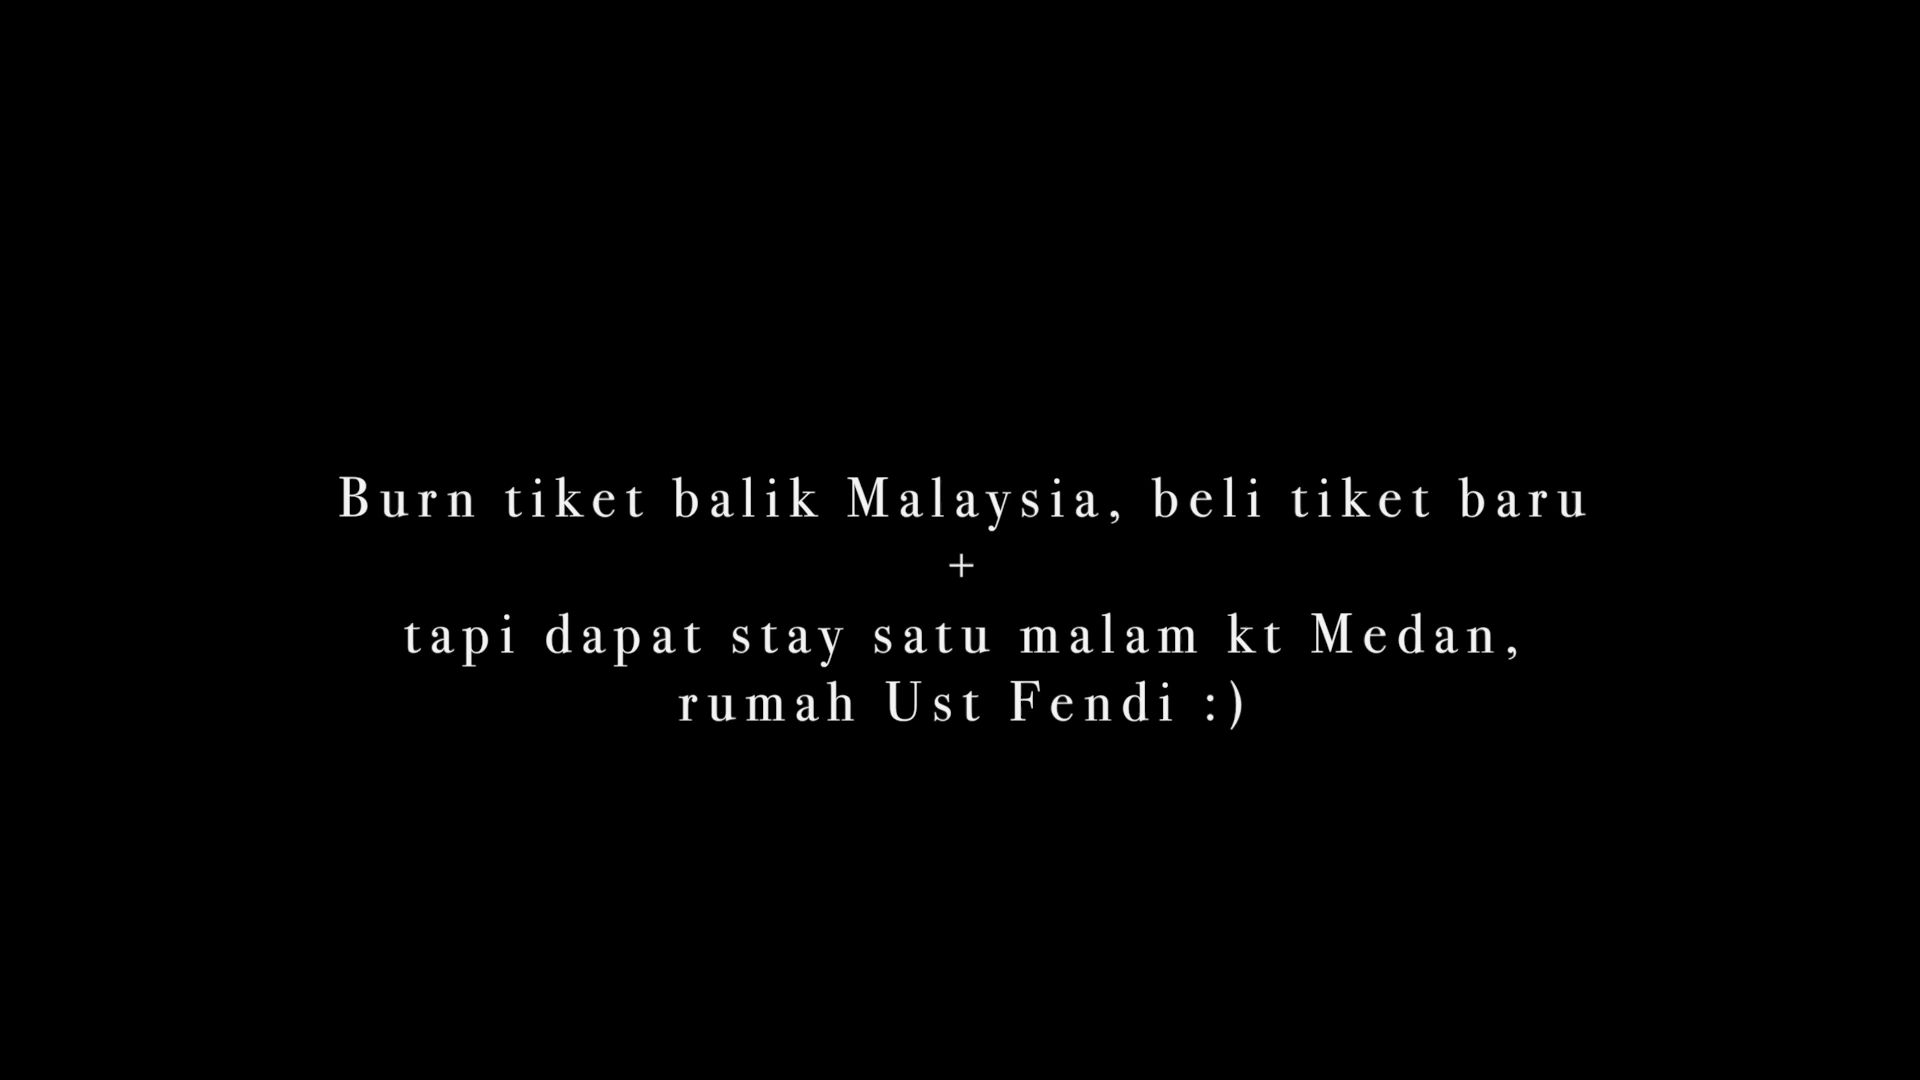 Burn tiket balik Malaysia, beli tiket baru
+
tapi dapat stay satu malam kt Medan,
rumah Ust Fendi :)